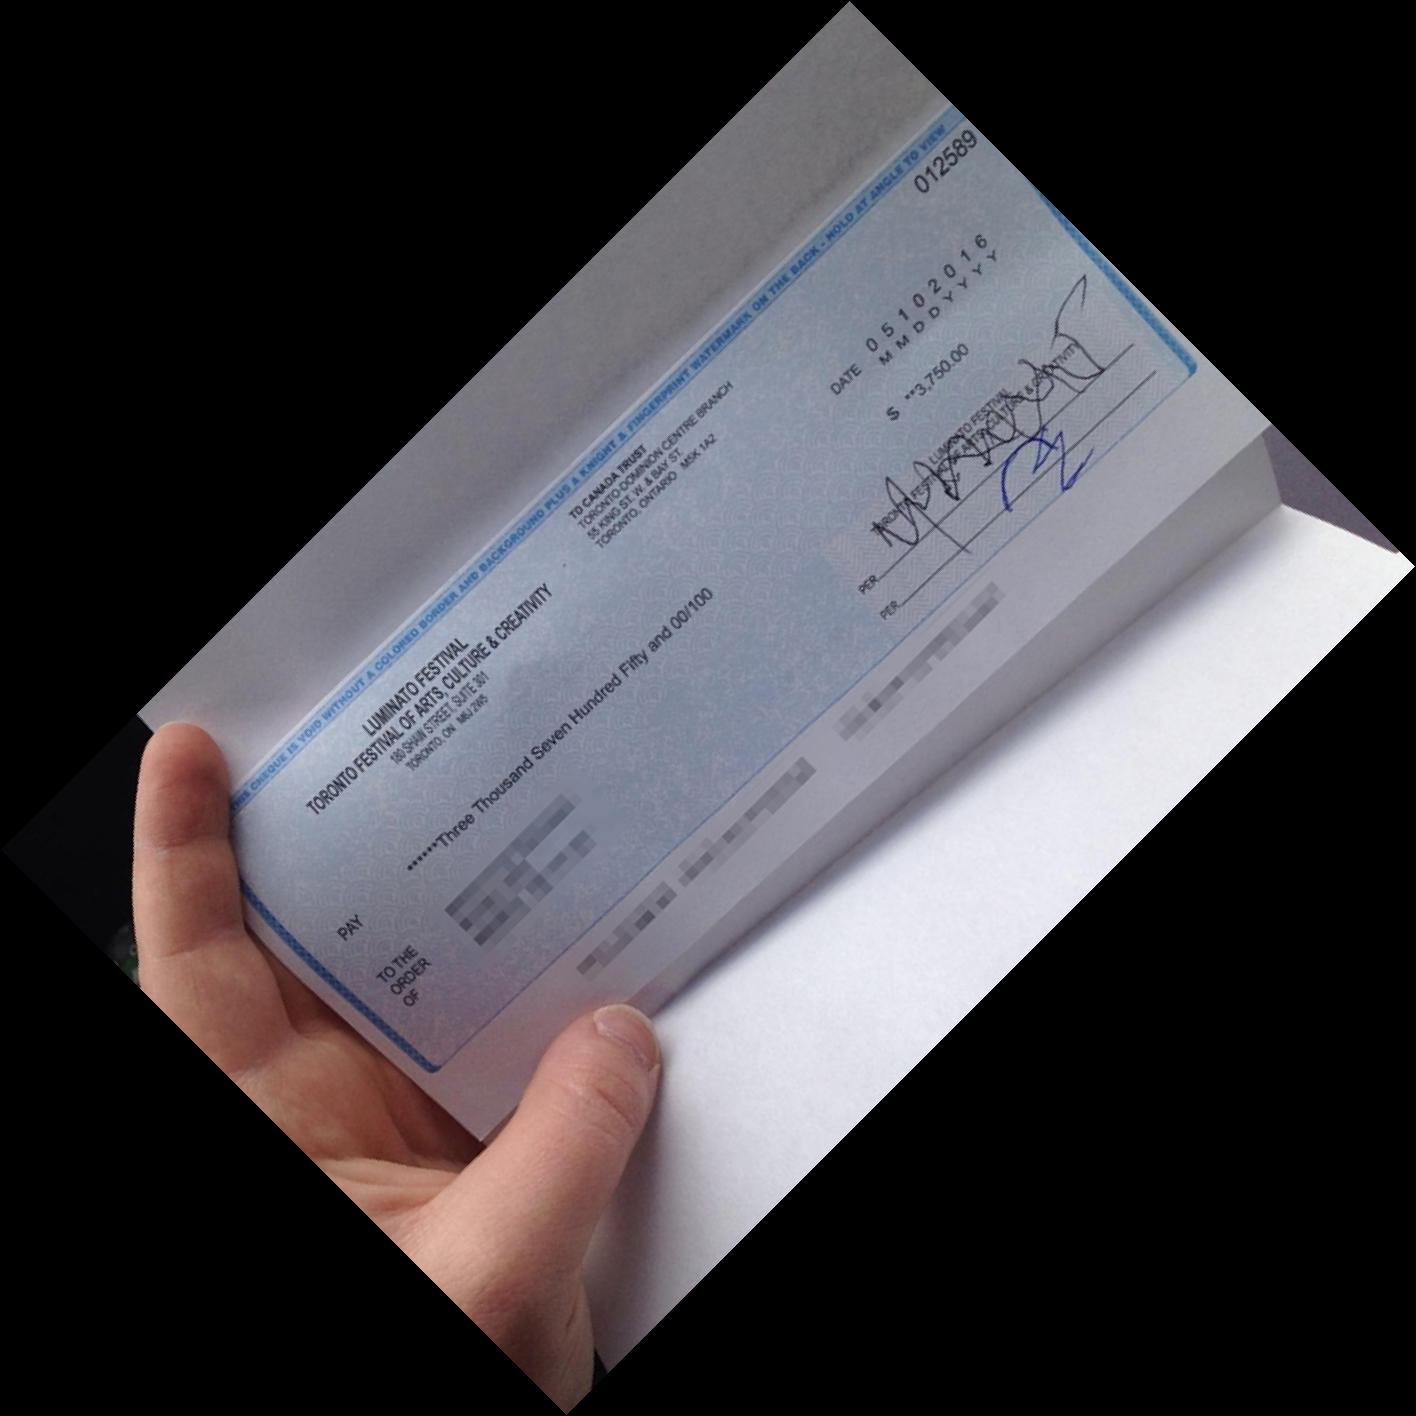 THIS CHEQUE IS VOID WITHOUT A COLORED BORDER AND BACKGROUND PLUS A KNIGHT & FINGERPRINT WATERMARK ON THE BACK - HOLD AT ANGLE TO VIEW
012589
LUMINATO FESTIVAL
TORONTO FESTIVAL OF ARTS, CULTURE & CREATIVITY
180 SHAW STREET, SUITE 301
TORONTO, ON M6J 2W5
TD CANADA TRUST
TORONTO-DOMINION CENTRE BRANCH
55 KING ST. W. & BAY ST.
TORONTO, ONTARIO M5K 1A2
DATE 0 5 1 0 2 0 1 6
M M D D Y Y Y Y
PAY ******Three Thousand Seven Hundred Fifty and 00/100
$ **3,750.00
TO THE
ORDER
OF
LUMINATO FESTIVAL
TORONTO FESTIVAL OF ARTS, CULTURE & CREATIVITY
PER
PER